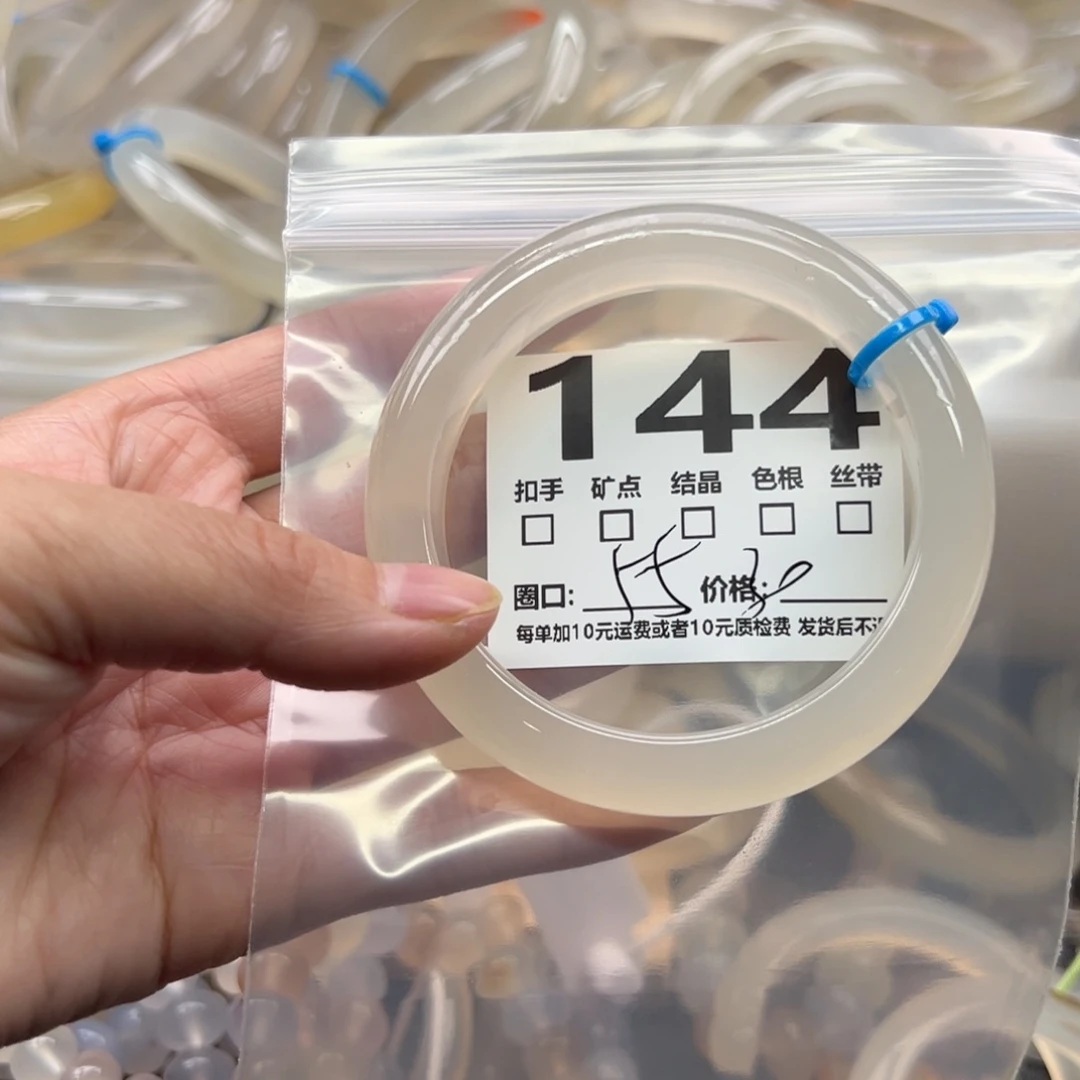 144
扣手 矿点 结晶 色根 丝带
圈口: 价格:
每单加10元运费或者10元质检费 发货后不